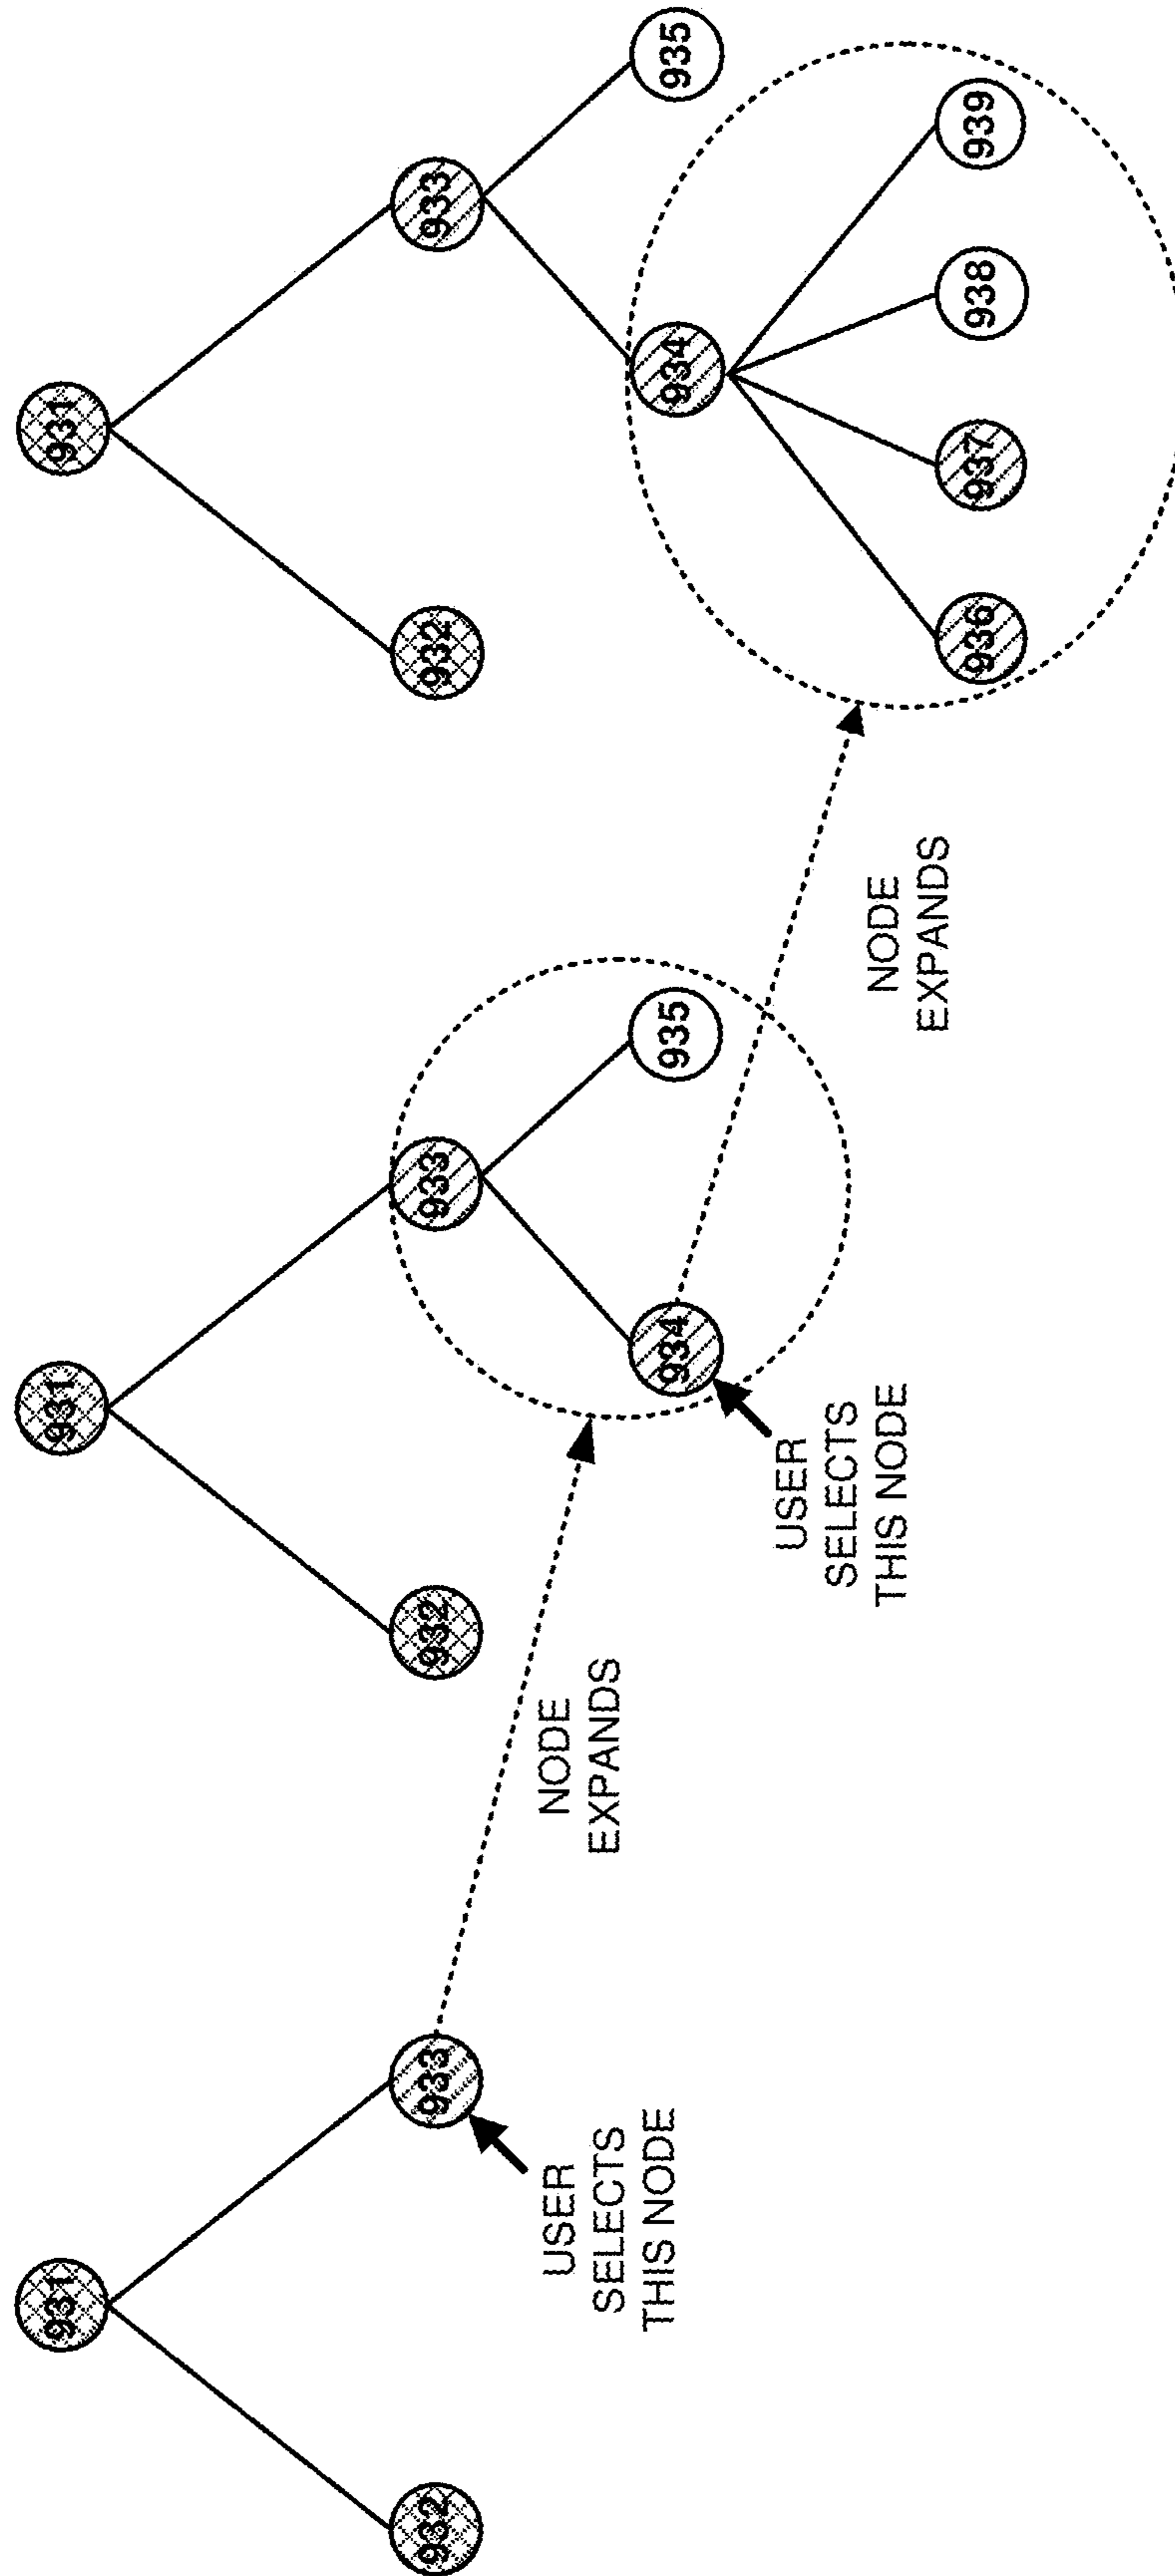 931
932
933
USER
SELECTS
THIS NODE
NODE
EXPANDS
931
932
933
934
935
USER
SELECTS
THIS NODE
NODE
EXPANDS
931
932
933
934
935
936
937
938
939